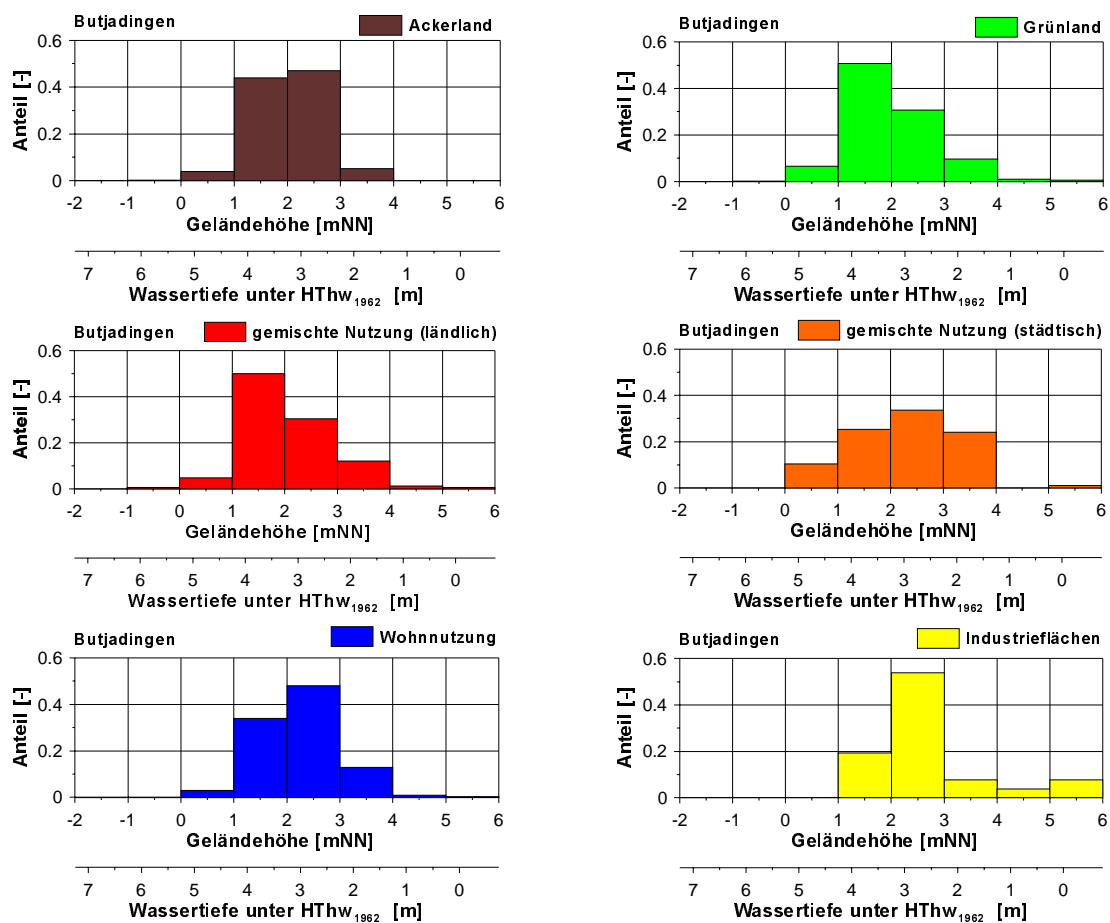 Butjadingen Ackerland
0.6
0.4
0.2
0
Anteil [-]
-2 -1 0 1 2 3 4 5 6
Geländehöhe [mNN]
7 6 5 4 3 2 1 0
Wassertiefe unter HThw1962 [m]
Butjadingen Grünland
0.6
0.4
0.2
0
Anteil [-]
-2 -1 0 1 2 3 4 5 6
Geländehöhe [mNN]
7 6 5 4 3 2 1 0
Wassertiefe unter HThw1962 [m]
Butjadingen gemischte Nutzung (ländlich)
0.6
0.4
0.2
0
Anteil [-]
-2 -1 0 1 2 3 4 5 6
Geländehöhe [mNN]
7 6 5 4 3 2 1 0
Wassertiefe unter HThw1962 [m]
Butjadingen gemischte Nutzung (städtisch)
0.6
0.4
0.2
0
Anteil [-]
-2 -1 0 1 2 3 4 5 6
Geländehöhe [mNN]
7 6 5 4 3 2 1 0
Wassertiefe unter HThw1962 [m]
Butjadingen Wohnnutzung
0.6
0.4
0.2
0
Anteil [-]
-2 -1 0 1 2 3 4 5 6
Geländehöhe [mNN]
7 6 5 4 3 2 1 0
Wassertiefe unter HThw1962 [m]
Butjadingen Industrieflächen
0.6
0.4
0.2
0
Anteil [-]
-2 -1 0 1 2 3 4 5 6
Geländehöhe [mNN]
7 6 5 4 3 2 1 0
Wassertiefe unter HThw1962 [m]